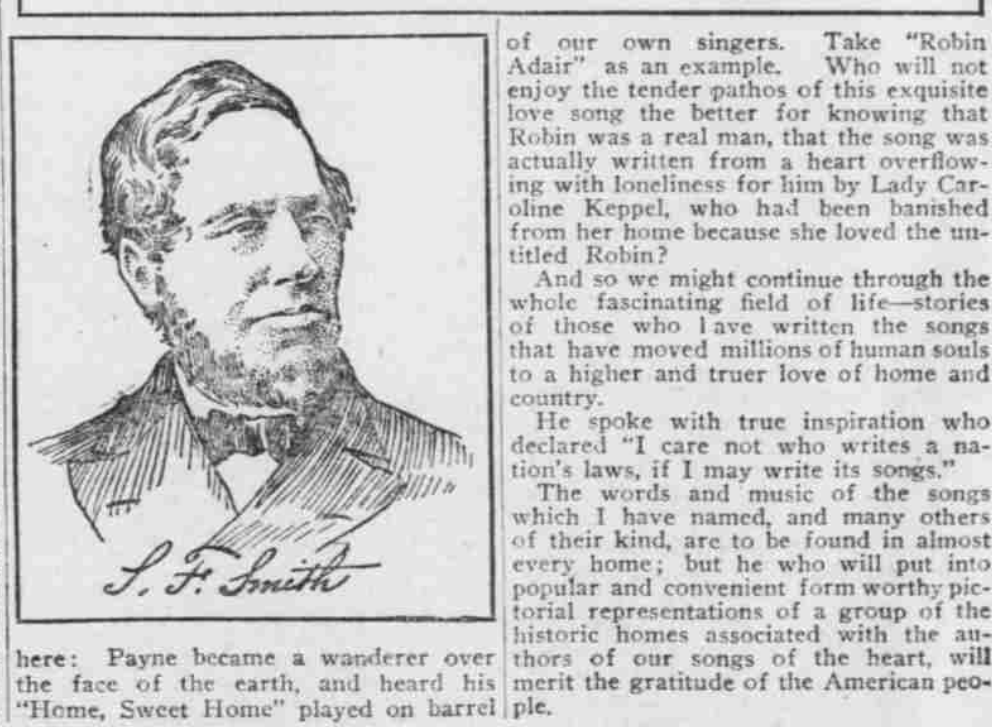 S. F. Smith
here: Payne became a wanderer over
the face of the earth, and heard his
"Home, Sweet Home" played on barrel
of our own singers. Take "Robin
Adair" as an example. Who will not
enjoy the tender pathos of this exquisite
love song the better for knowing that
Robin was a real man, that the song was
actually written from a heart overflow-
ing with loneliness for him by Lady Car-
oline Keppel, who had been banished
from her home because she loved the un-
titled Robin?
And so we might continue through the
whole fascinating field of life—stories
of those who l ave written the songs
that have moved millions of human souls
to a higher and truer love of home and
country.
He spoke with true inspiration who
declared "I care not who writes a na-
tion's laws, if I may write its songs."
The words and music of the songs
which I have named, and many others
of their kind, are to be found in almost
every home; but he who will put into
popular and convenient form worthy pic-
torial representations of a group of the
historic homes associated with the au-
thors of our songs of the heart, will
merit the gratitude of the American peo-
ple.